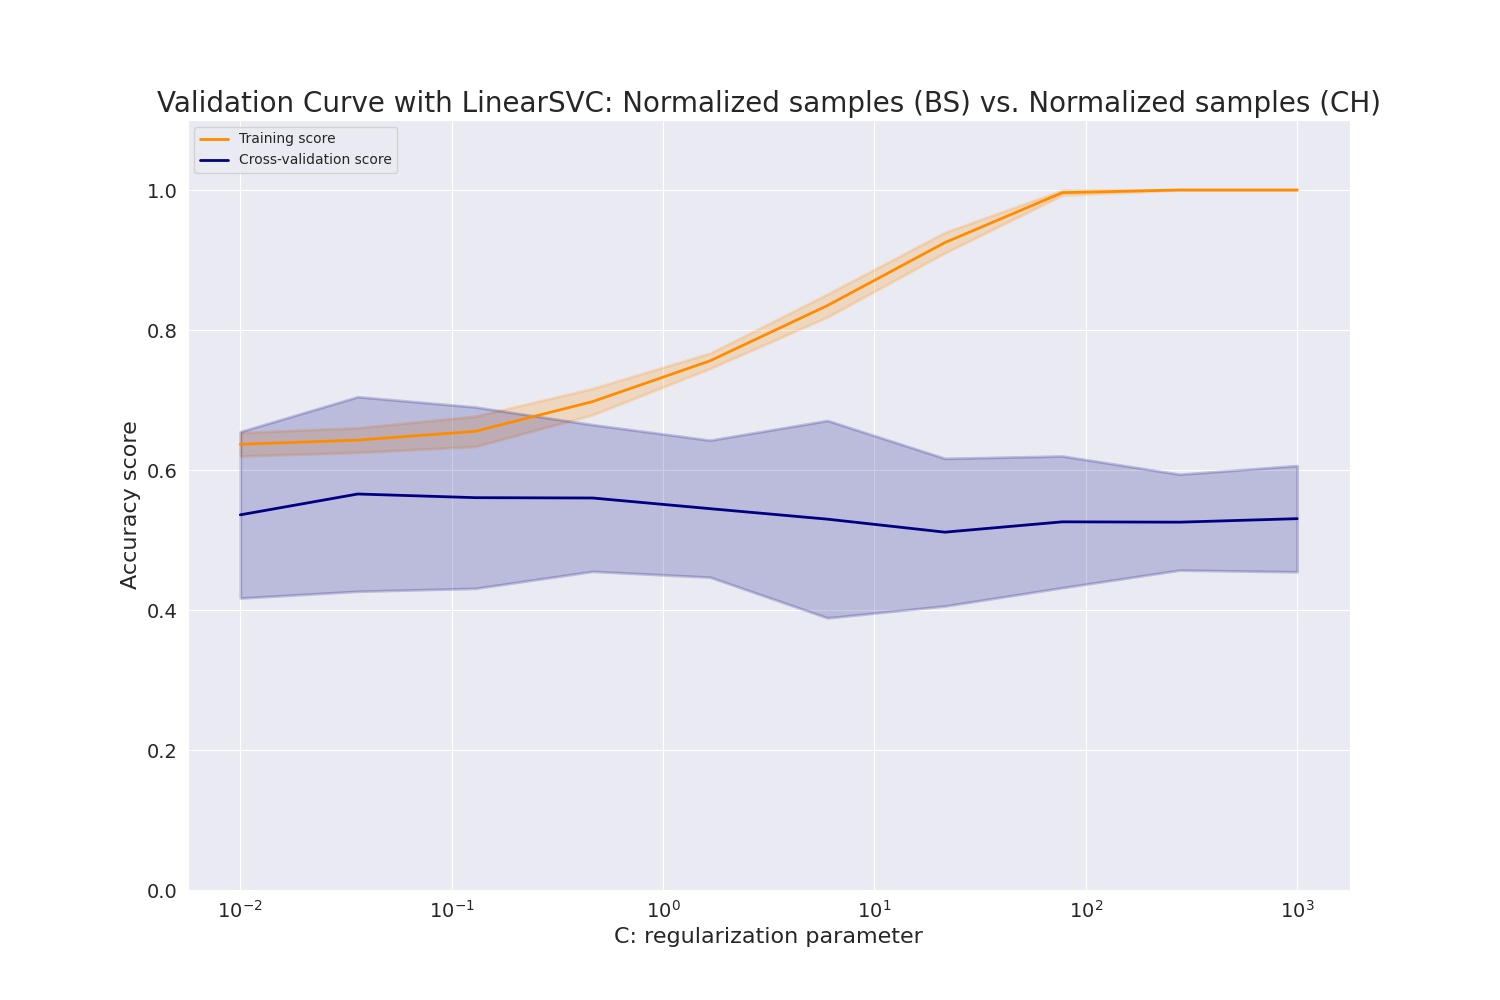 Validation Curve with LinearSVC: Normalized samples (BS) vs. Normalized samples (CH)
Training score
Cross-validation score
1.0
0.8
0.6
0.4
0.2
0.0
Accuracy score
10⁻² 10⁻¹ 10⁰ 10¹ 10² 10³
C: regularization parameter